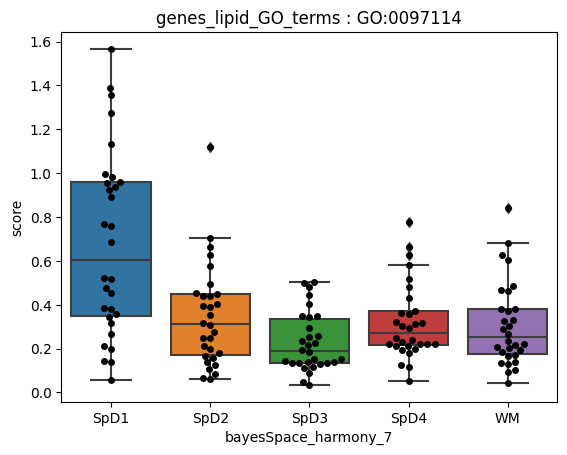 genes_lipid_GO_terms : GO:0097114
score
1.6
1.4
1.2
1.0
0.8
0.6
0.4
0.2
0.0
SpD1 SpD2 SpD3 SpD4 WM
bayesSpace_harmony_7